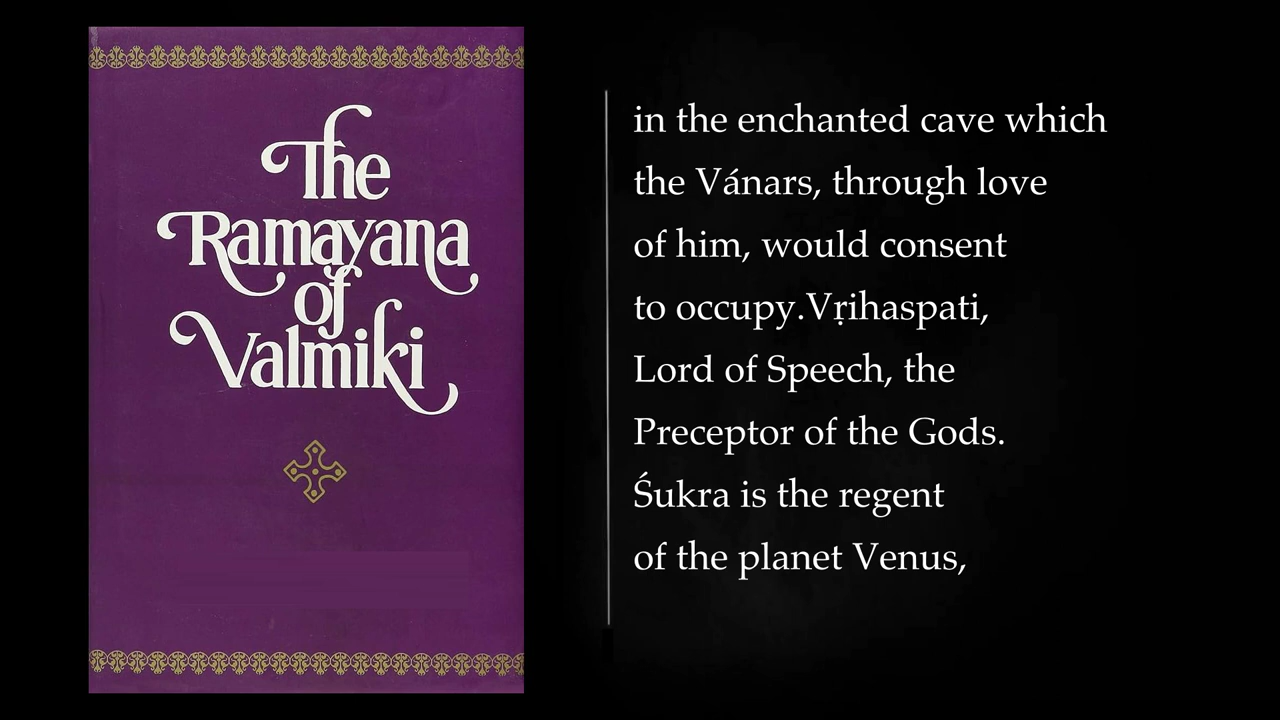 The
Ramayana
of
Valmiki
in the enchanted cave which
the Vánars, through love
of him, would consent
to occupy.Vṛihaspati,
Lord of Speech, the
Preceptor of the Gods.
Śukra is the regent
of the planet Venus,